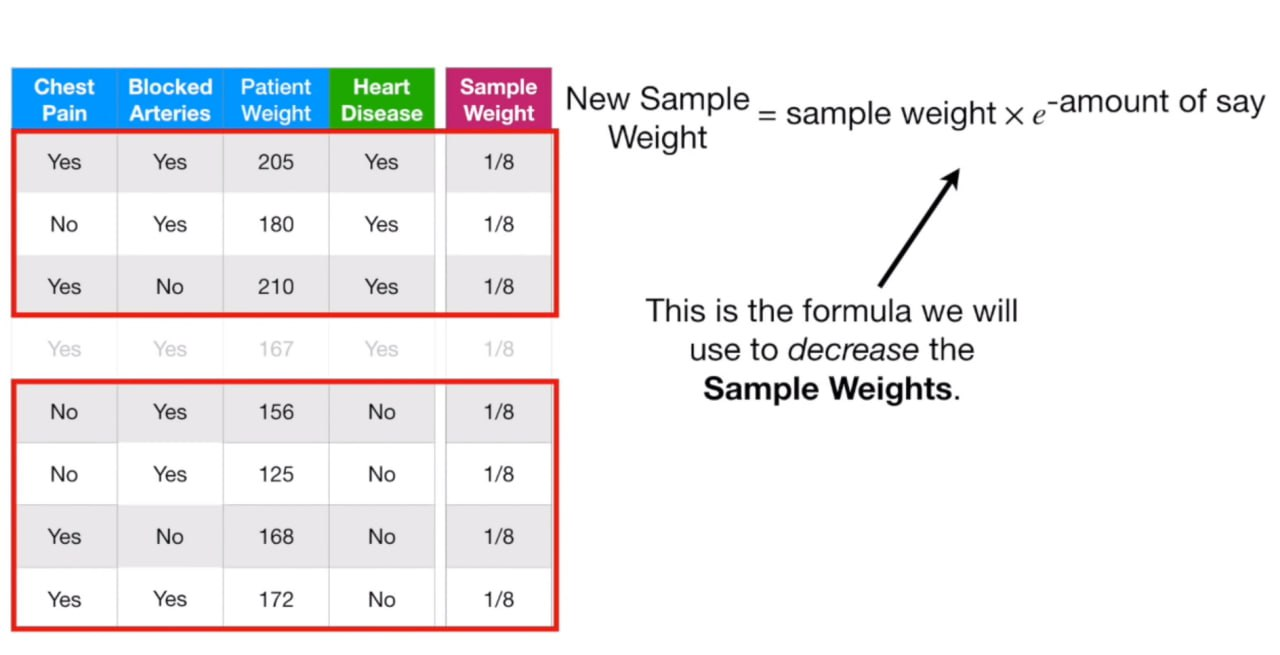 Chest Pain Blocked Arteries Patient Weight Heart Disease Sample Weight
Yes Yes 205 Yes 1/8
No Yes 180 Yes 1/8
Yes No 210 Yes 1/8
Yes Yes 167 Yes 1/8
No Yes 156 No 1/8
No Yes 125 No 1/8
Yes No 168 No 1/8
Yes Yes 172 No 1/8
New Sample Weight = sample weight × e^-amount of say
This is the formula we will
use to decrease the
Sample Weights.